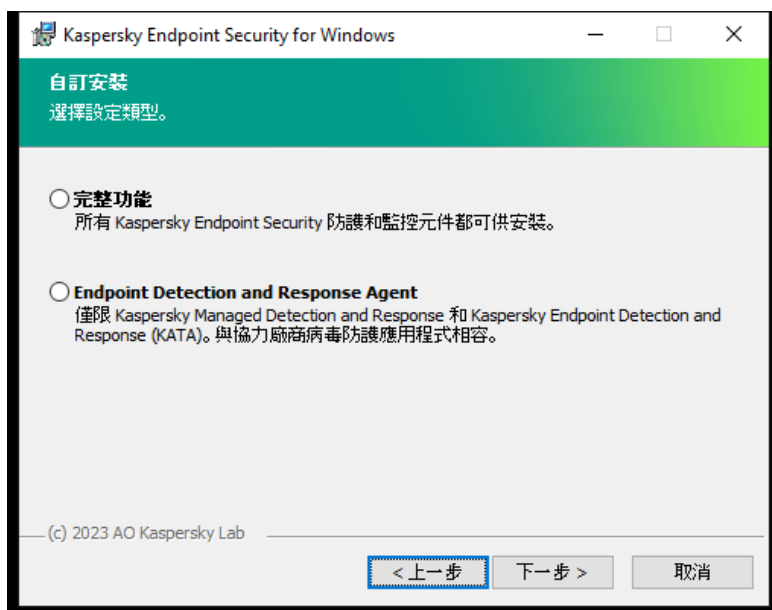 Kaspersky Endpoint Security for Windows
自訂安裝
選擇設定類型。
完整功能
所有 Kaspersky Endpoint Security 防護和監控元件都可供安裝。
Endpoint Detection and Response Agent
僅限 Kaspersky Managed Detection and Response 和 Kaspersky Endpoint Detection and
Response (KATA)。與協力廠商病毒防護應用程式相容。
(c) 2023 AO Kaspersky Lab
< 上一步
下一步 >
取消